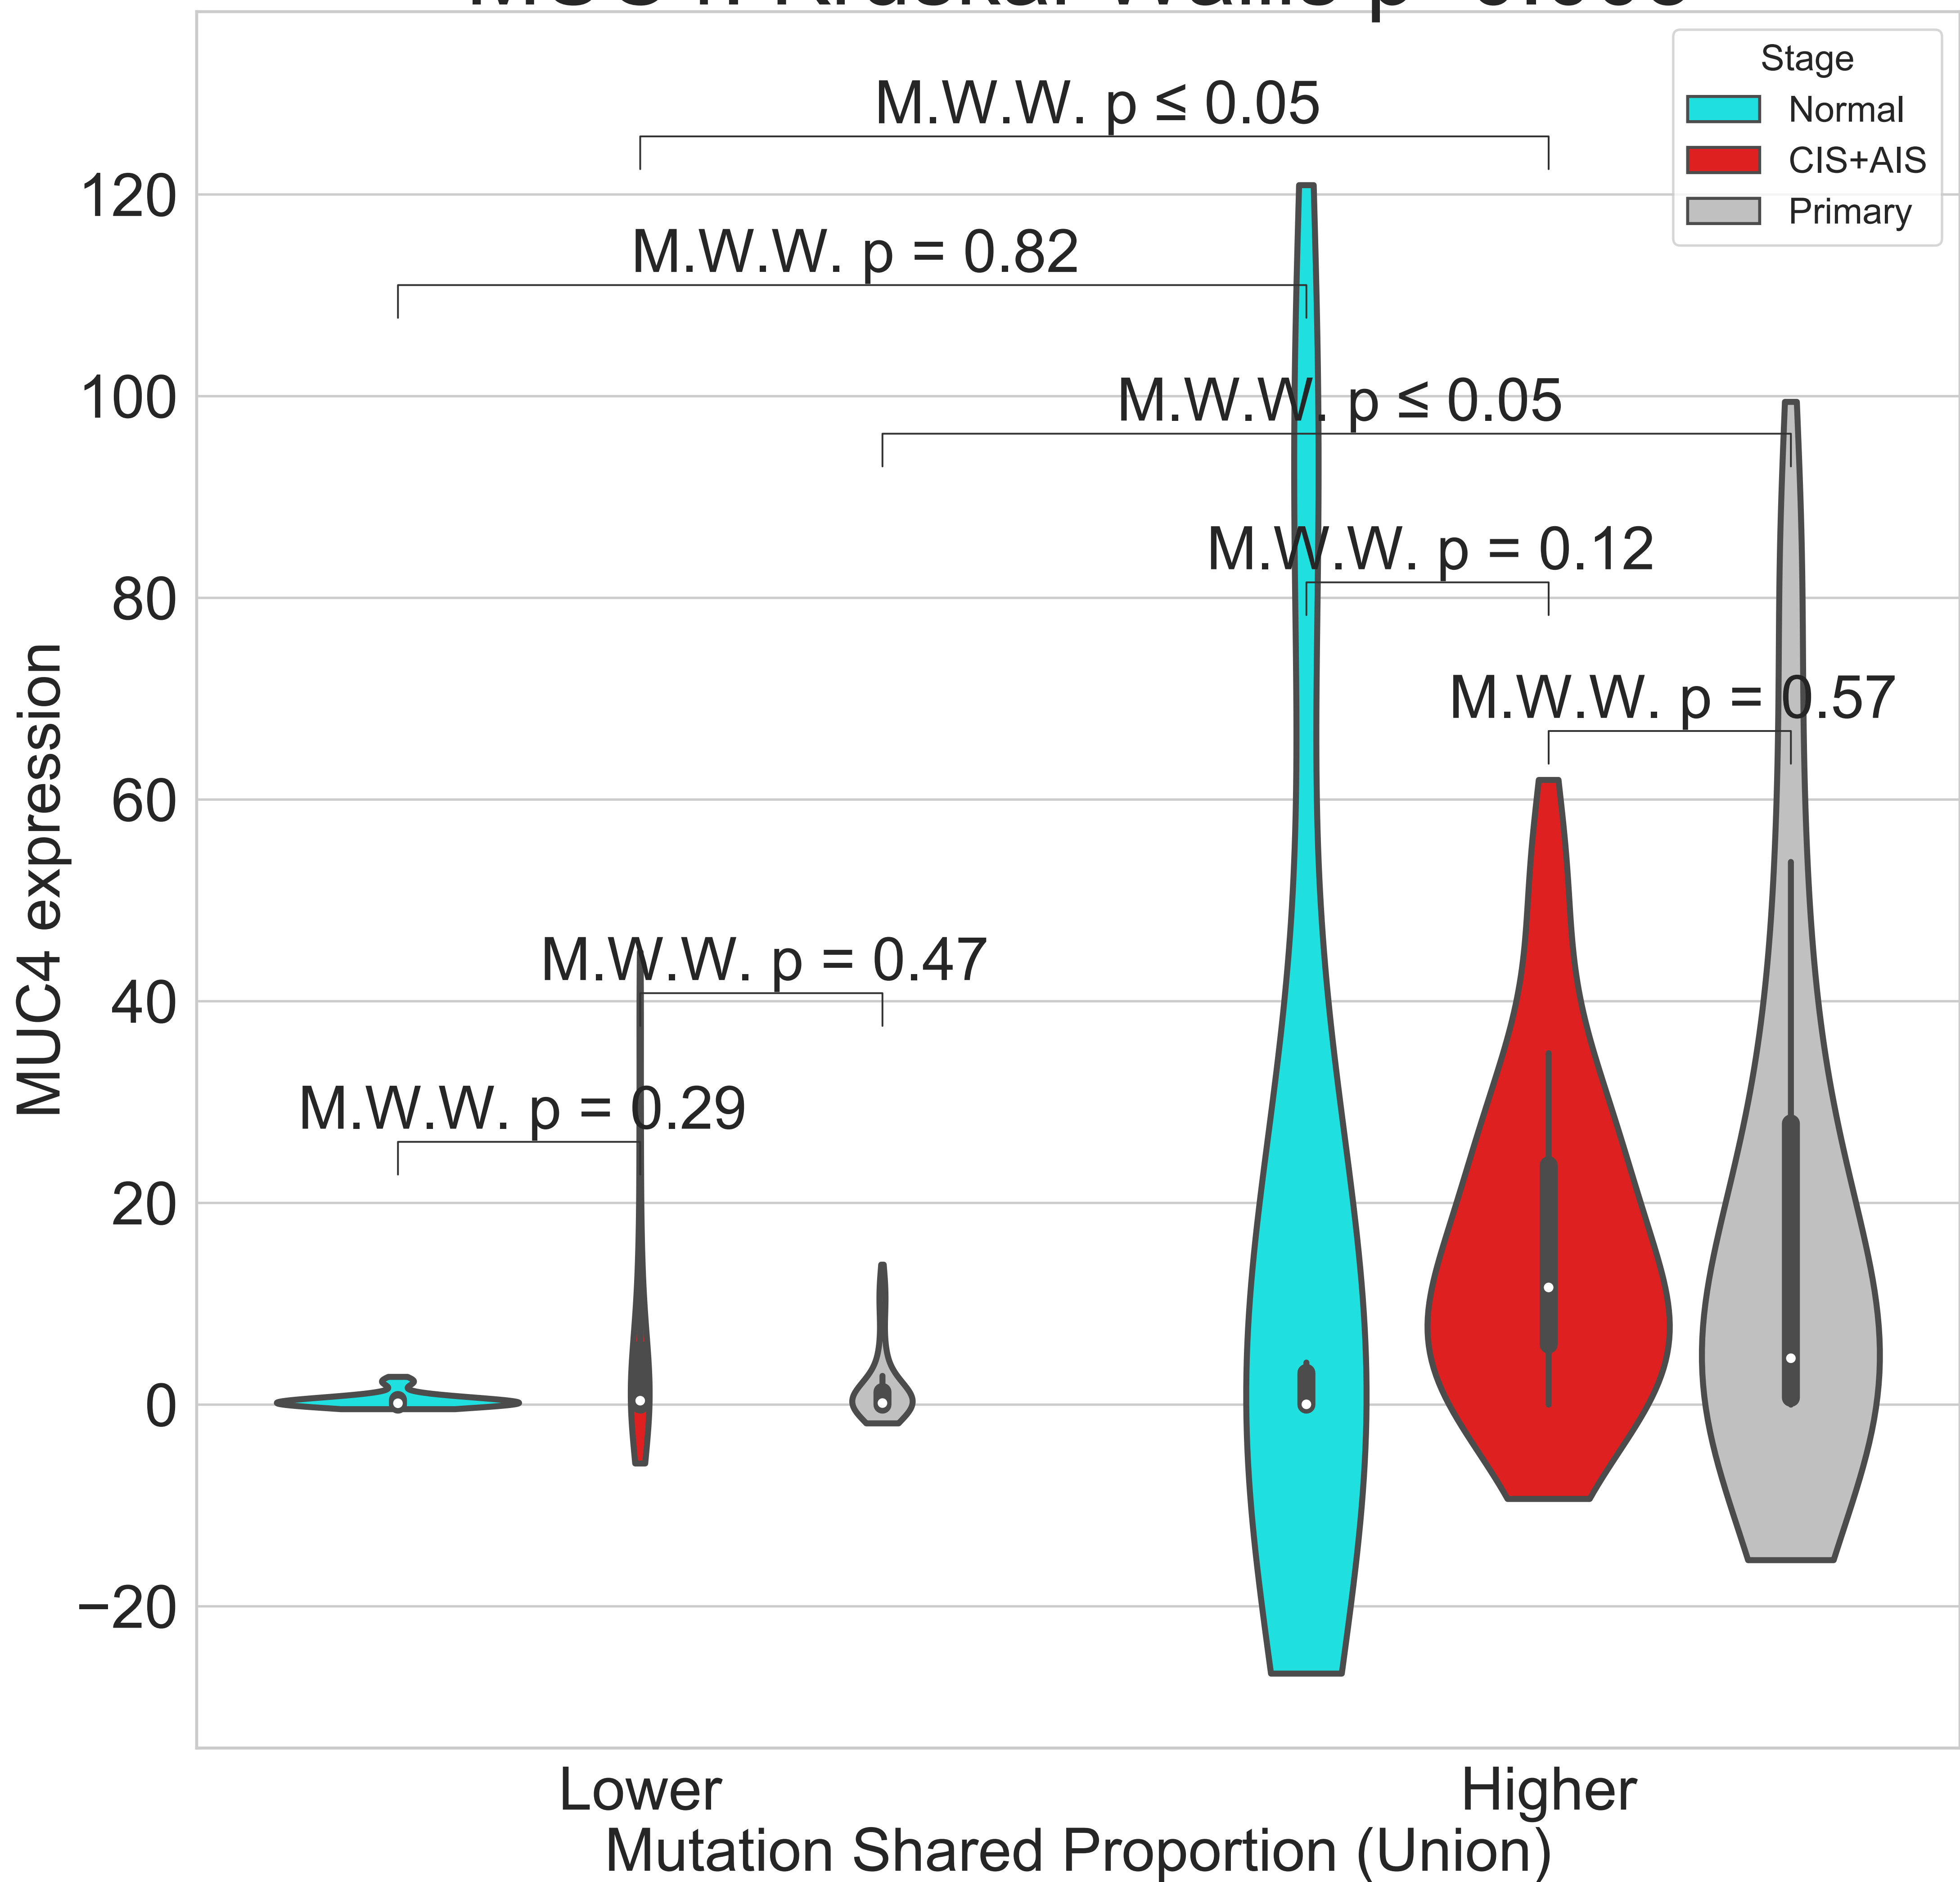 Stage
Normal
CIS+AIS
Primary
M.W.W. p ≤ 0.05
M.W.W. p = 0.82
M.W.W. p ≤ 0.05
M.W.W. p = 0.12
M.W.W. p = 0.57
M.W.W. p = 0.47
M.W.W. p = 0.29
120
100
80
60
40
20
0
−20
MUC4 expression
Lower
Higher
Mutation Shared Proportion (Union)